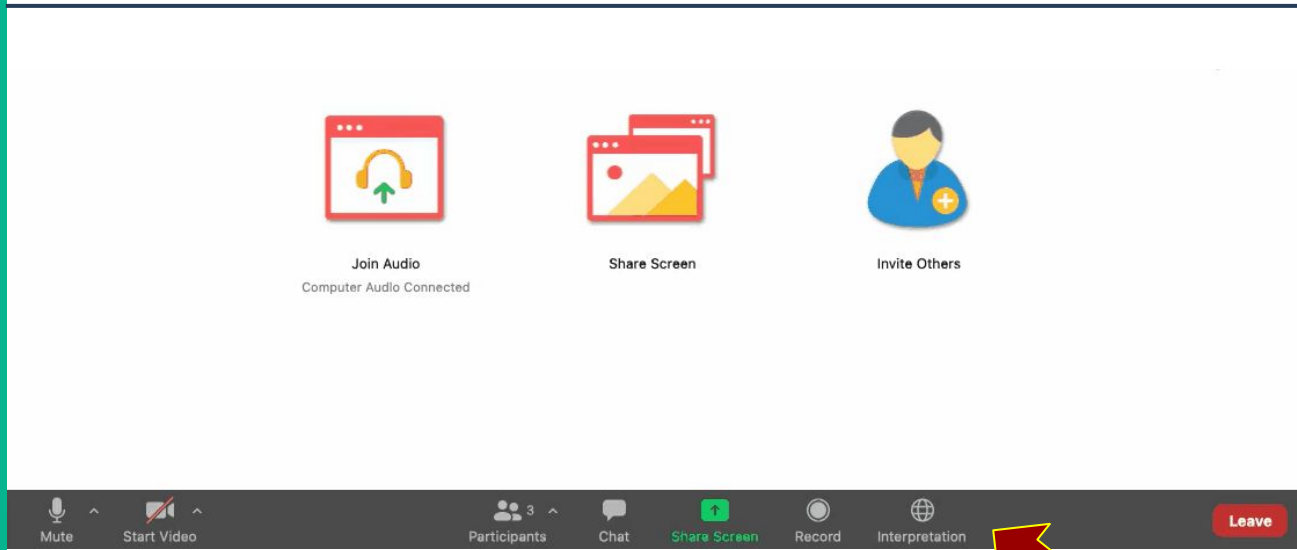 Join Audio
Computer Audio Connected
Share Screen
Invite Others
Mute
Start Video
3
Participants
Chat
Share Screen
Record
Interpretation
Leave